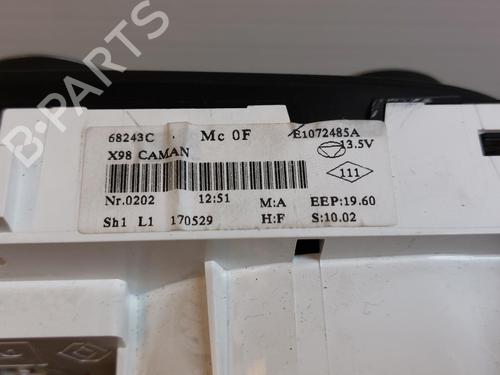 68243C Mc 0F E1072485A
X98 CAMAN 13.5V
111
Nr.0202 12:51 M:A EEP:19.60
Sh1 L1 170529 H:F S:10.02
B-PARTS